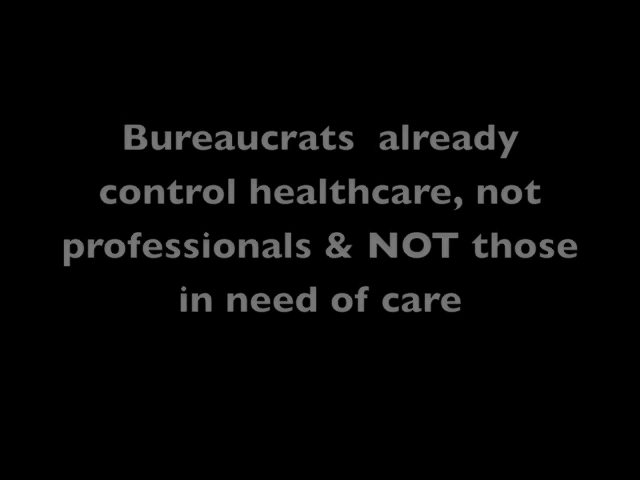 Bureaucrats  already
control healthcare, not
professionals & NOT those
in need of care